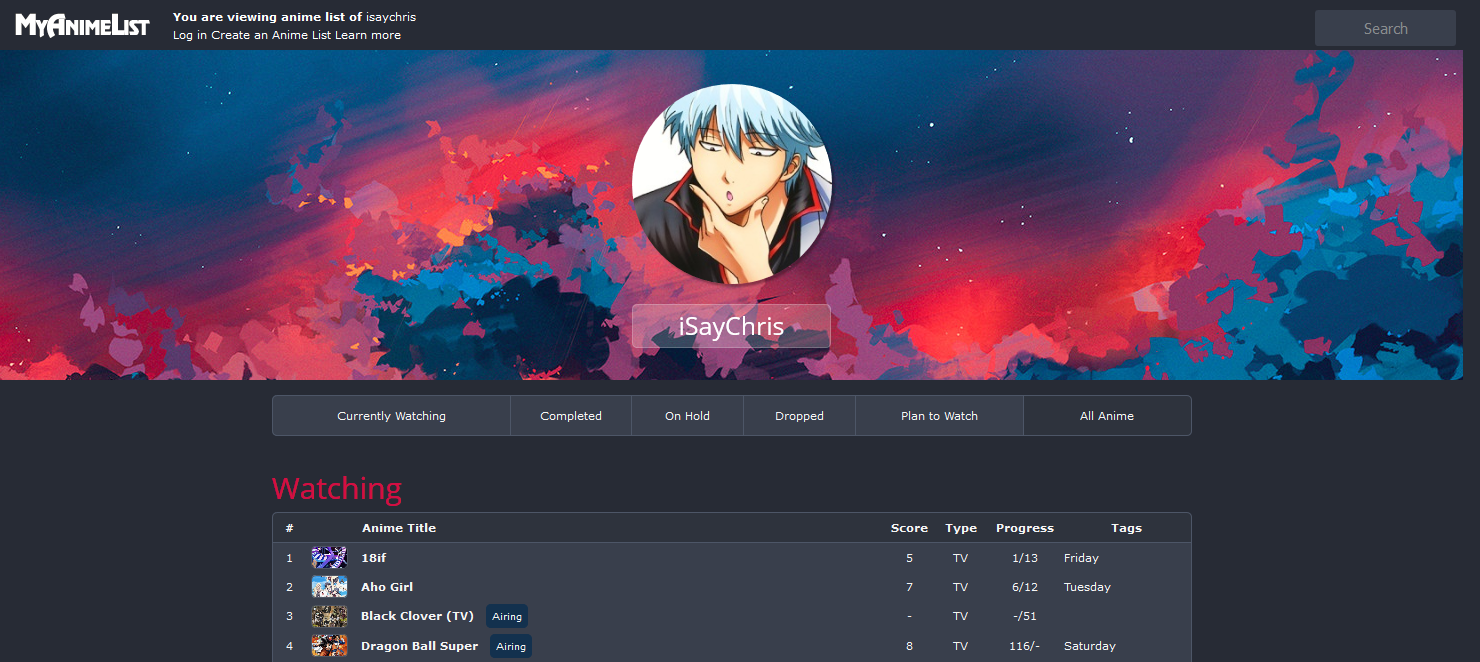 MyAnimeList
You are viewing anime list of isaychris
Log in Create an Anime List Learn more
Search
iSayChris
Currently Watching Completed On Hold Dropped Plan to Watch All Anime
Watching
# Anime Title Score Type Progress Tags
1 18if 5 TV 1/13 Friday
2 Aho Girl 7 TV 6/12 Tuesday
3 Black Clover (TV) Airing - TV -/51
4 Dragon Ball Super Airing 8 TV 116/- Saturday